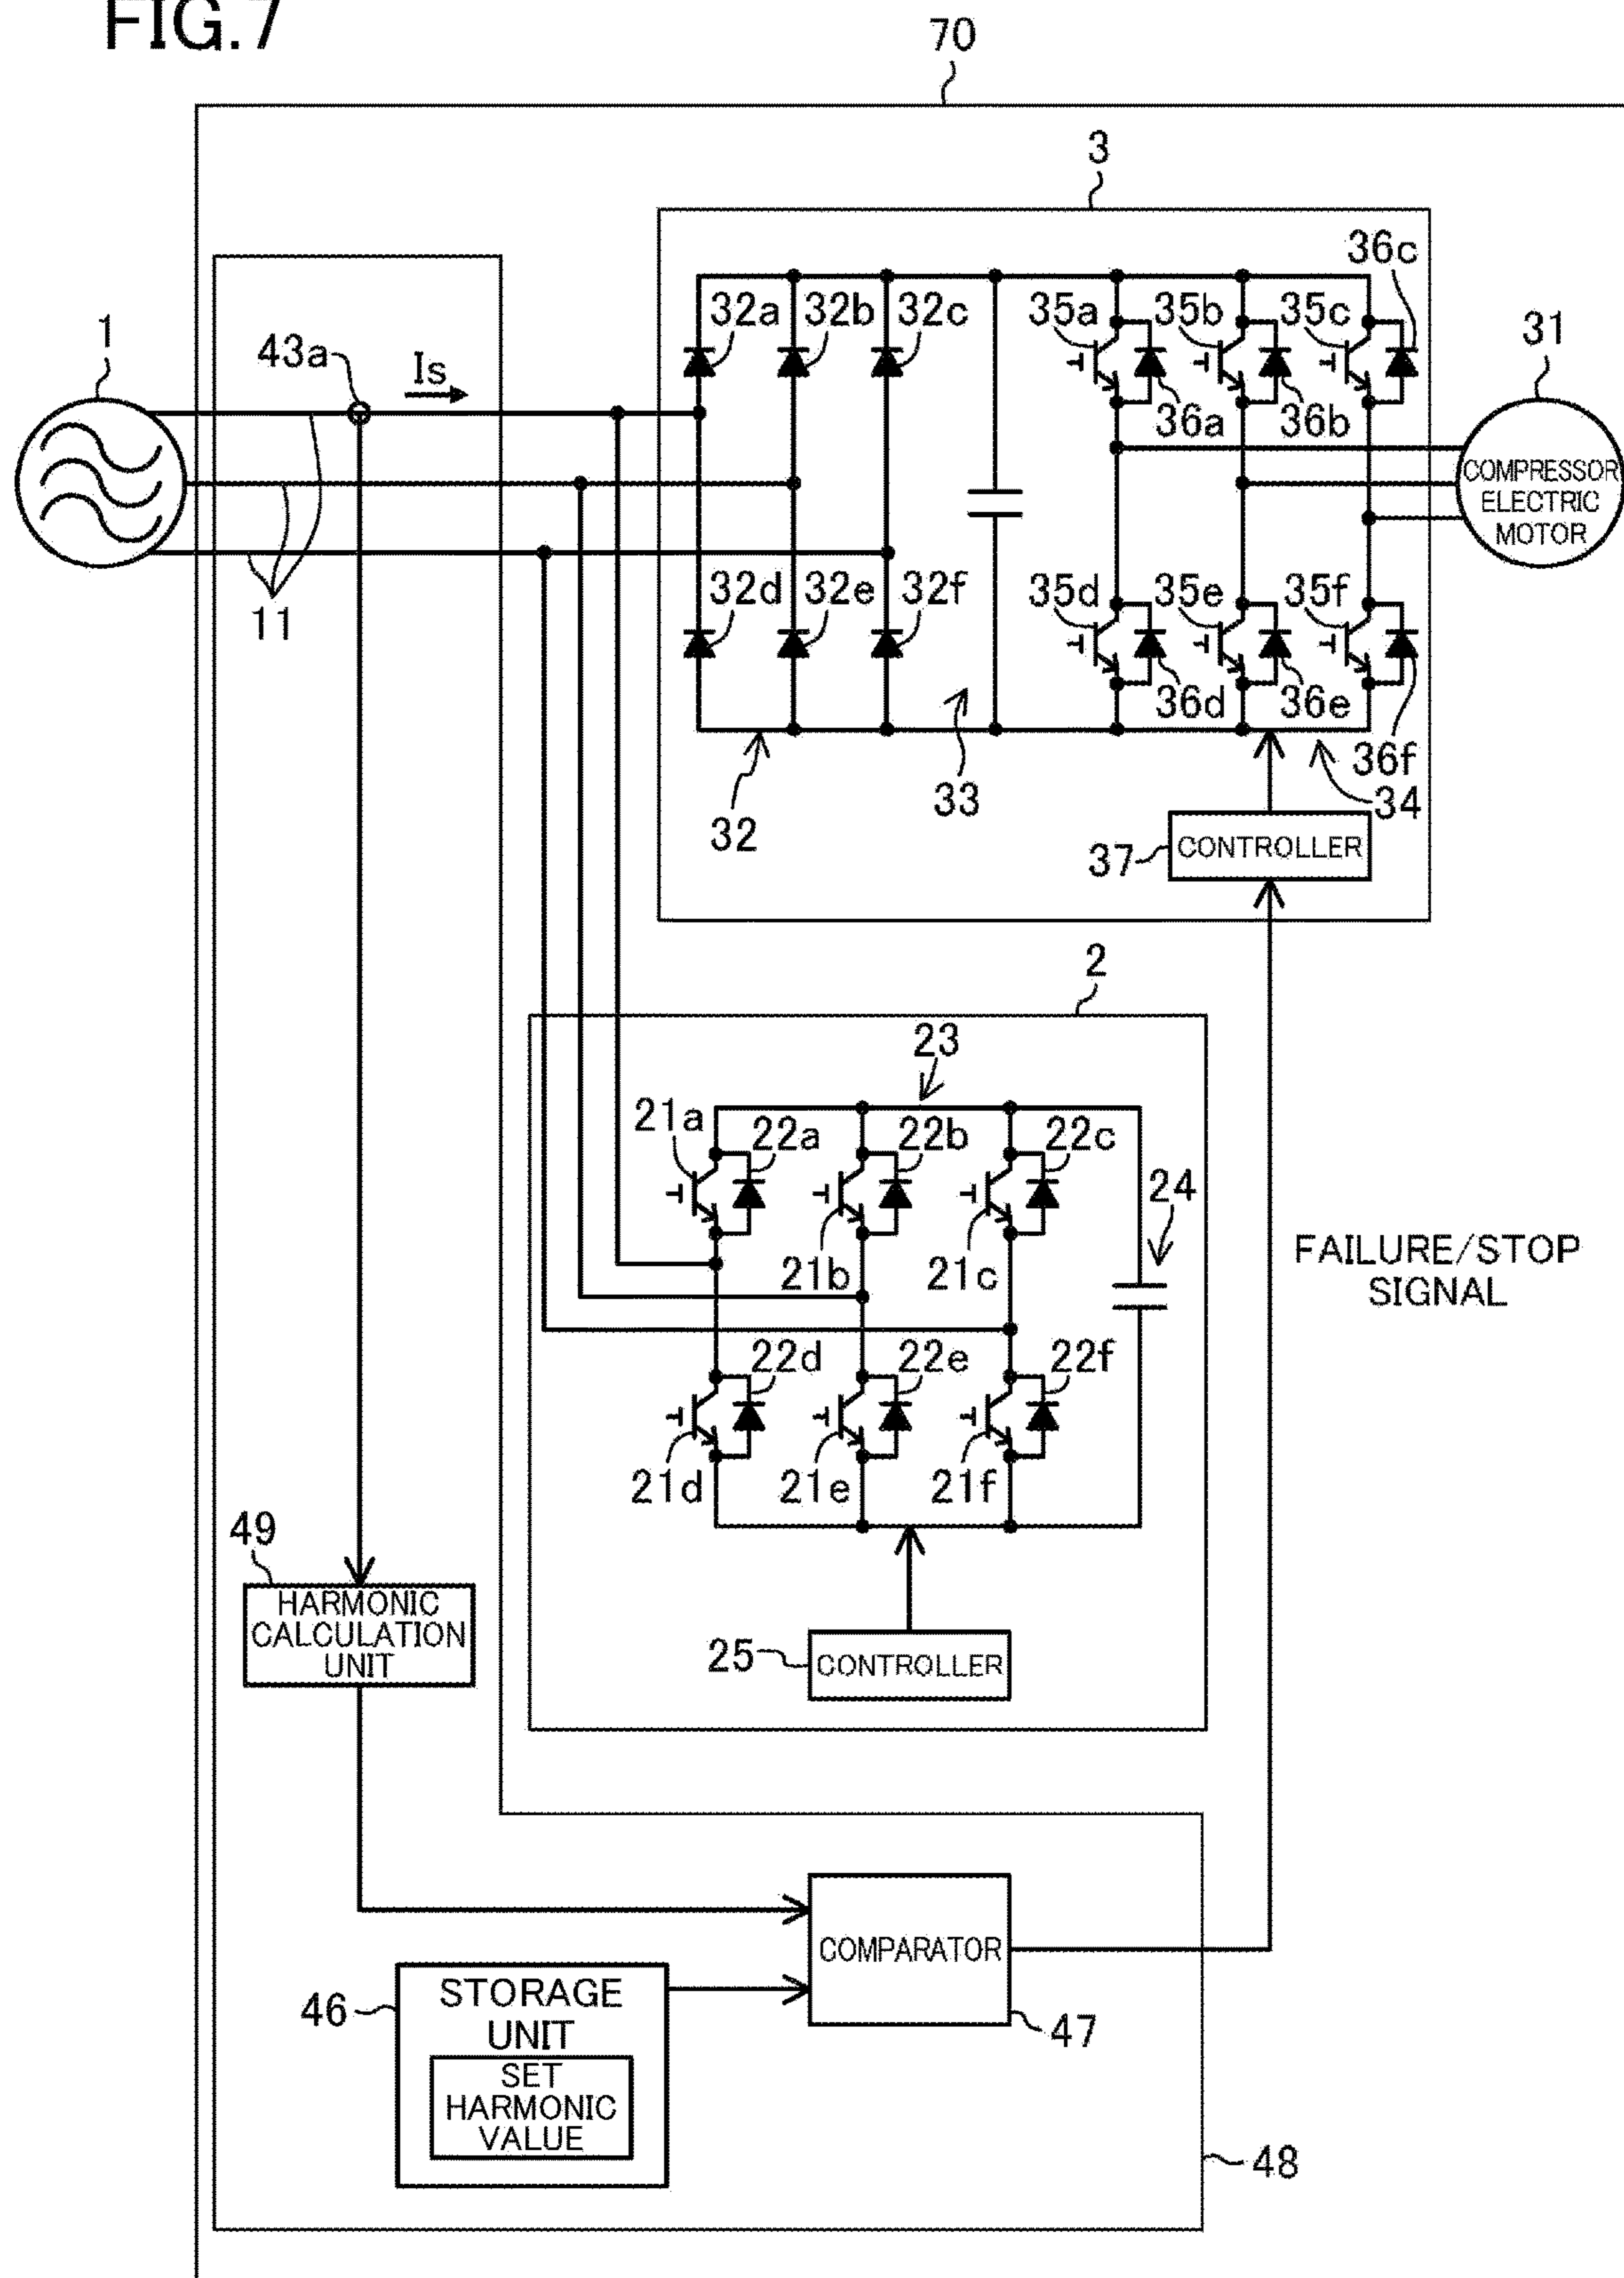 FIG.7
70
3
36c
32a 32b 32c 35a 35b 35c
1
43a
Is
31
36a 36b
COMPRESSOR
ELECTRIC
MOTOR
32d 32e 32f 35d 35e 35f
11
36d 36e
36f
33
34
32
37
CONTROLLER
2
23
21a 22a 22b 22c
24
21b 21c
FAILURE/STOP
SIGNAL
22d 22e 22f
21d 21e 21f
49
HARMONIC
CALCULATION
UNIT
25
CONTROLLER
COMPARATOR
46
STORAGE
UNIT
47
SET
HARMONIC
VALUE
48